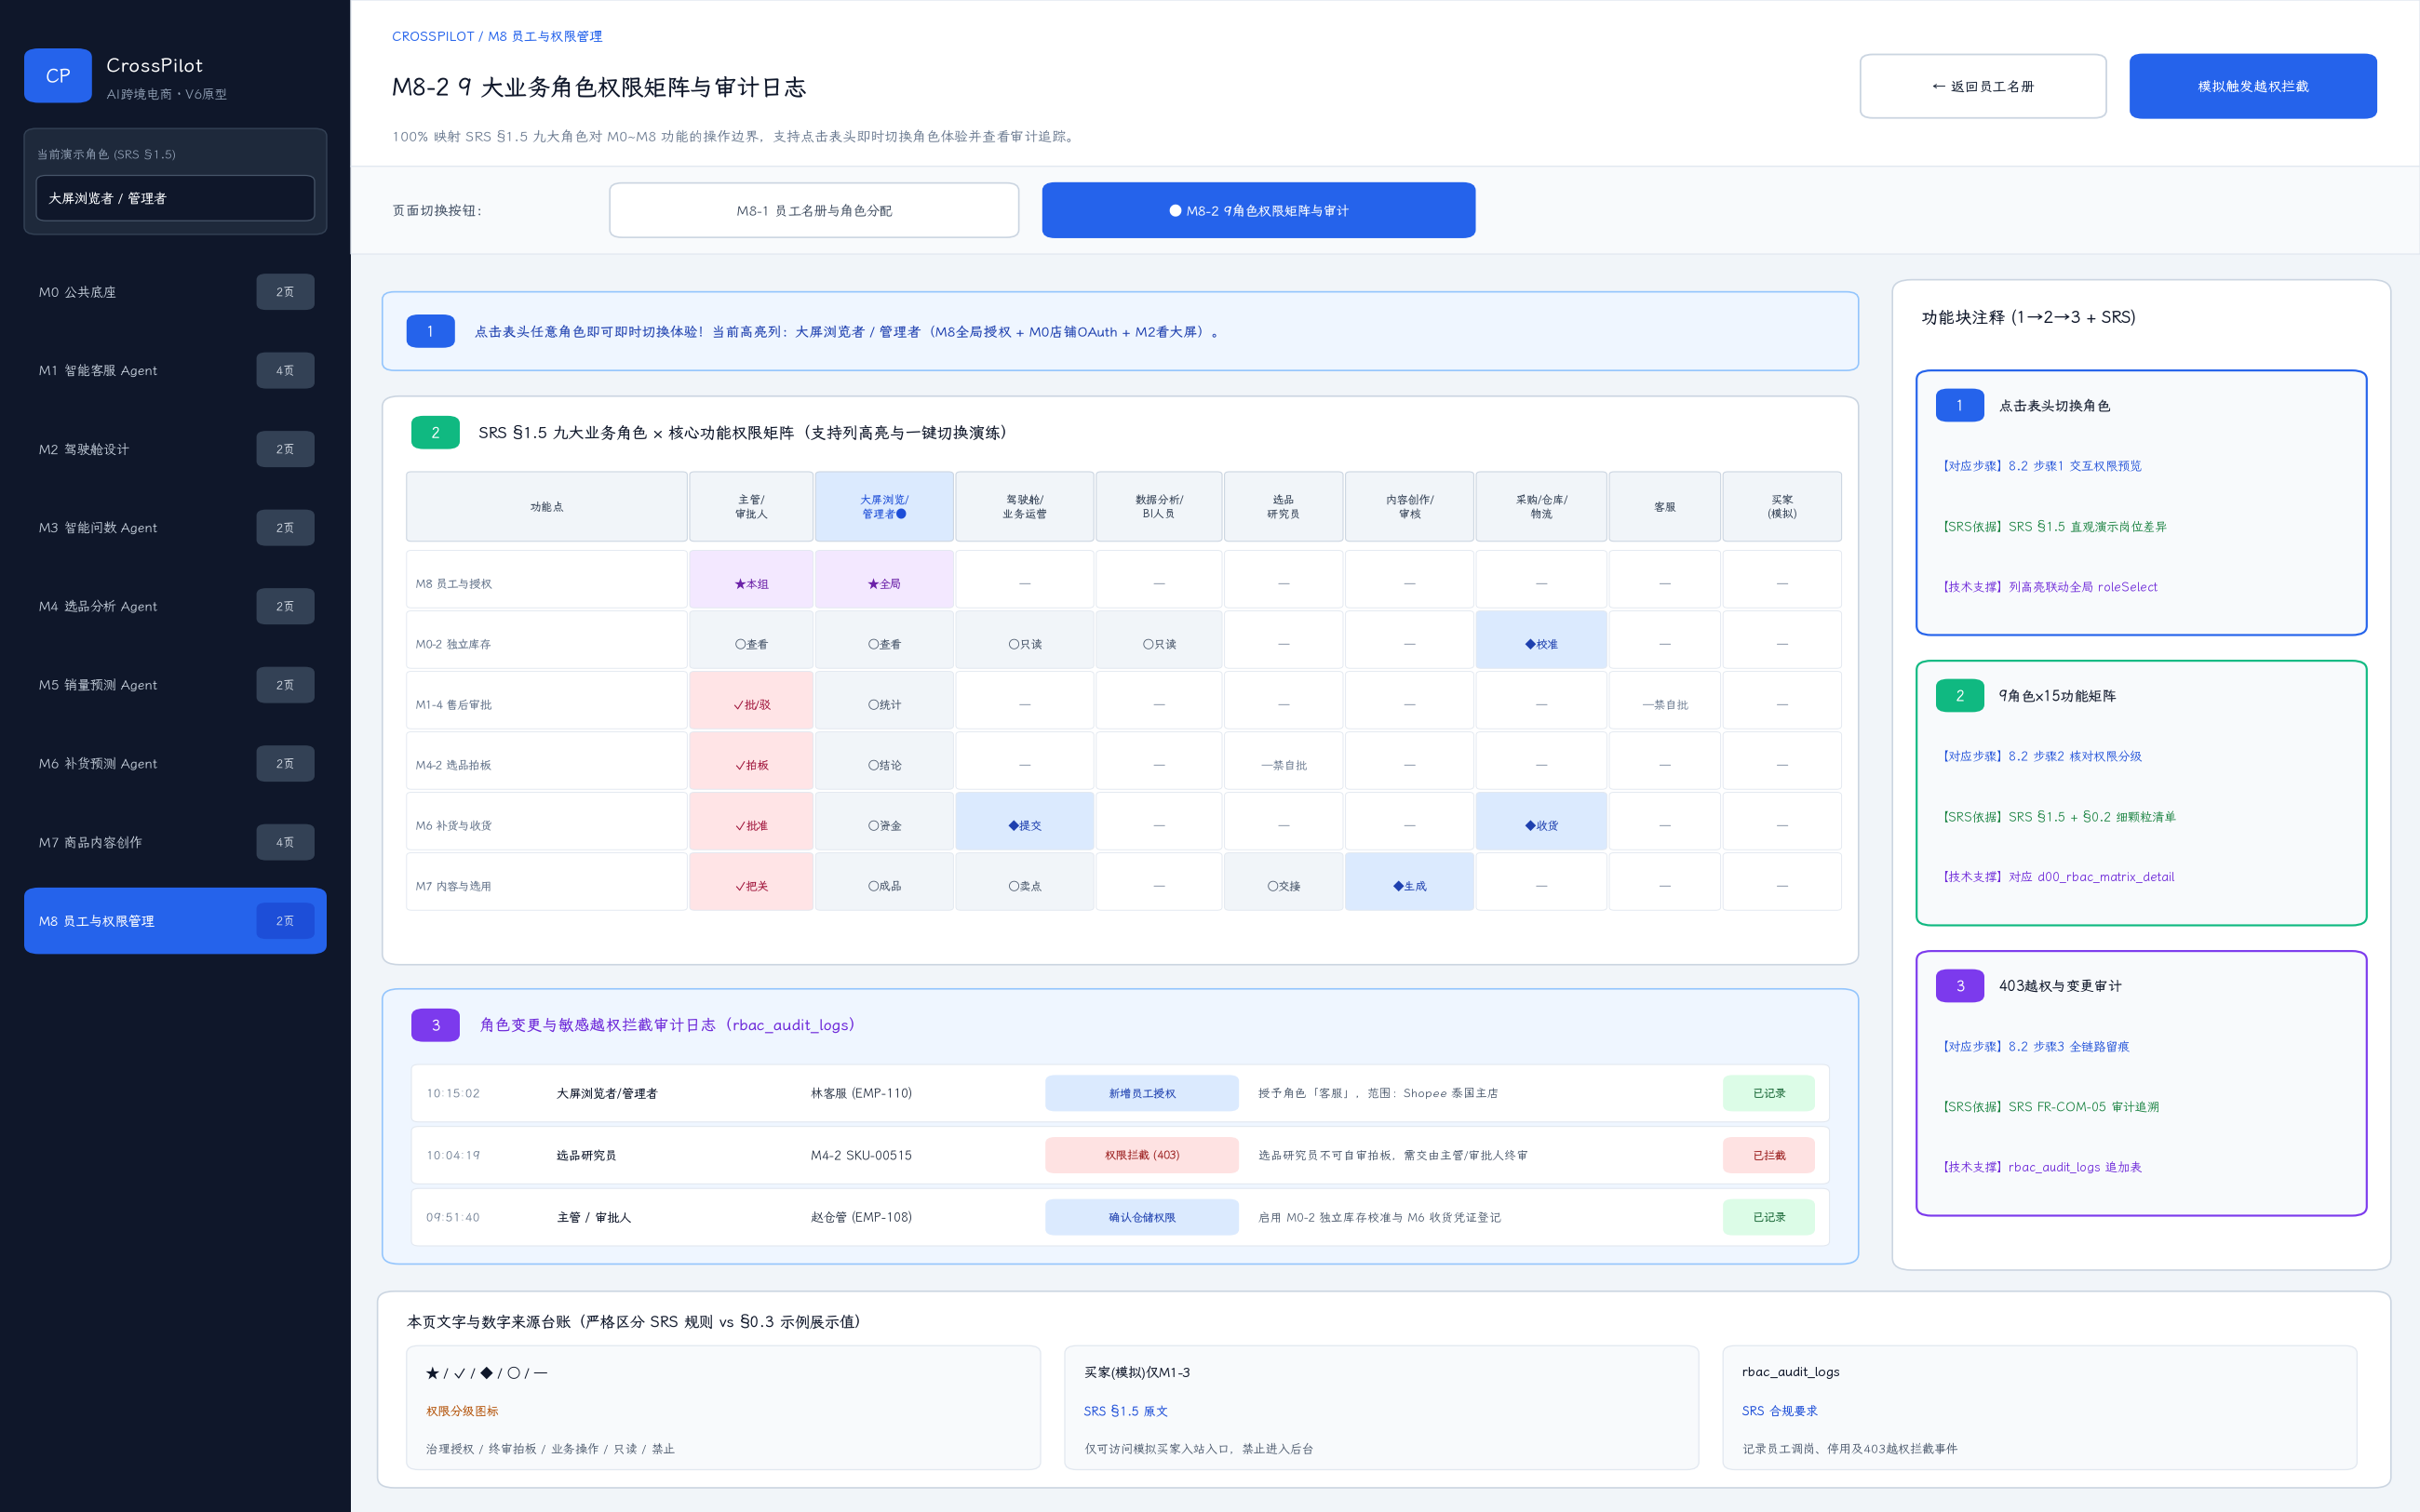 CP
CrossPilot
AI跨境电商・V6原型
当前演示角色 (SRS §1.5)
大屏浏览者 / 管理者
M0 公共底座
2页
M1 智能客服 Agent
4页
M2 驾驶舱设计
2页
M3 智能问数 Agent
2页
M4 选品分析 Agent
2页
M5 销量预测 Agent
2页
M6 补货预测 Agent
2页
M7 商品内容创作
4页
M8 员工与权限管理
2页
CROSSPILOT / M8 员工与权限管理
M8-2 9 大业务角色权限矩阵与审计日志
100% 映射 SRS §1.5 九大角色对 M0~M8 功能的操作边界，支持点击表头即时切换角色体验并查看审计追踪。
← 返回员工名册
模拟触发越权拦截
页面切换按钮：
M8-1 员工名册与角色分配
● M8-2 9角色权限矩阵与审计
1
点击表头任意角色即可即时切换体验！当前高亮列：大屏浏览者 / 管理者（M8全局授权 + M0店铺OAuth + M2看大屏）。
2
SRS §1.5 九大业务角色 × 核心功能权限矩阵（支持列高亮与一键切换演练）
功能点
主管/
审批人
大屏浏览/
管理者●
驾驶舱/
业务运营
数据分析/
BI人员
选品
研究员
内容创作/
审核
采购/仓库/
物流
客服
买家
(模拟)
M8 员工与授权
★本组
★全局
—
—
—
—
—
—
—
M0-2 独立库存
○查看
○查看
○只读
○只读
—
—
◆校准
—
—
M1-4 售后审批
✓批/驳
○统计
—
—
—
—
—
—禁自批
—
M4-2 选品拍板
✓拍板
○结论
—
—
—禁自批
—
—
—
—
M6 补货与收货
✓批准
○资金
◆提交
—
—
—
◆收货
—
—
M7 内容与选用
✓把关
○成品
○卖点
—
○交接
◆生成
—
—
—
3
角色变更与敏感越权拦截审计日志（rbac_audit_logs）
10:15:02
大屏浏览者/管理者
林客服 (EMP-110)
新增员工授权
授予角色「客服」，范围：Shopee 泰国主店
已记录
10:04:19
选品研究员
M4-2 SKU-00515
权限拦截 (403)
选品研究员不可自审拍板，需交由主管/审批人终审
已拦截
09:51:40
主管 / 审批人
赵仓管 (EMP-108)
确认仓储权限
启用 M0-2 独立库存校准与 M6 收货凭证登记
已记录
功能块注释 (1→2→3 + SRS)
1
点击表头切换角色
【对应步骤】8.2 步骤1 交互权限预览
【SRS依据】SRS §1.5 直观演示岗位差异
【技术支撑】列高亮联动全局 roleSelect
2
9角色×15功能矩阵
【对应步骤】8.2 步骤2 核对权限分级
【SRS依据】SRS §1.5 + §0.2 细颗粒清单
【技术支撑】对应 d00_rbac_matrix_detail
3
403越权与变更审计
【对应步骤】8.2 步骤3 全链路留痕
【SRS依据】SRS FR-COM-05 审计追溯
【技术支撑】rbac_audit_logs 追加表
本页文字与数字来源台账（严格区分 SRS 规则 vs §0.3 示例展示值）
★ / ✓ / ◆ / ○ / —
权限分级图标
治理授权 / 终审拍板 / 业务操作 / 只读 / 禁止
买家(模拟)仅M1-3
SRS §1.5 原文
仅可访问模拟买家入站入口，禁止进入后台
rbac_audit_logs
SRS 合规要求
记录员工调岗、停用及403越权拦截事件